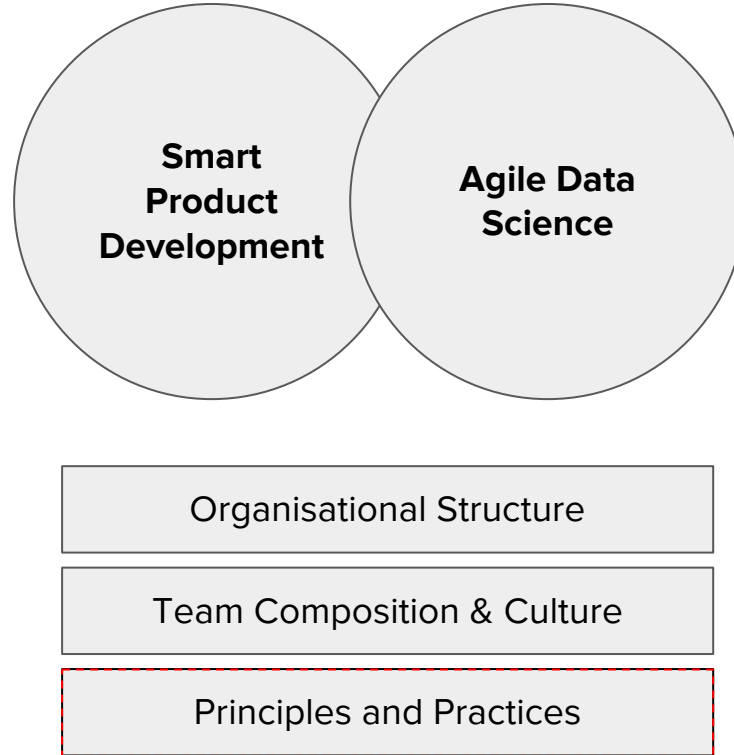 Smart
Product
Development
Agile Data
Science
Organisational Structure
Team Composition & Culture
Principles and Practices